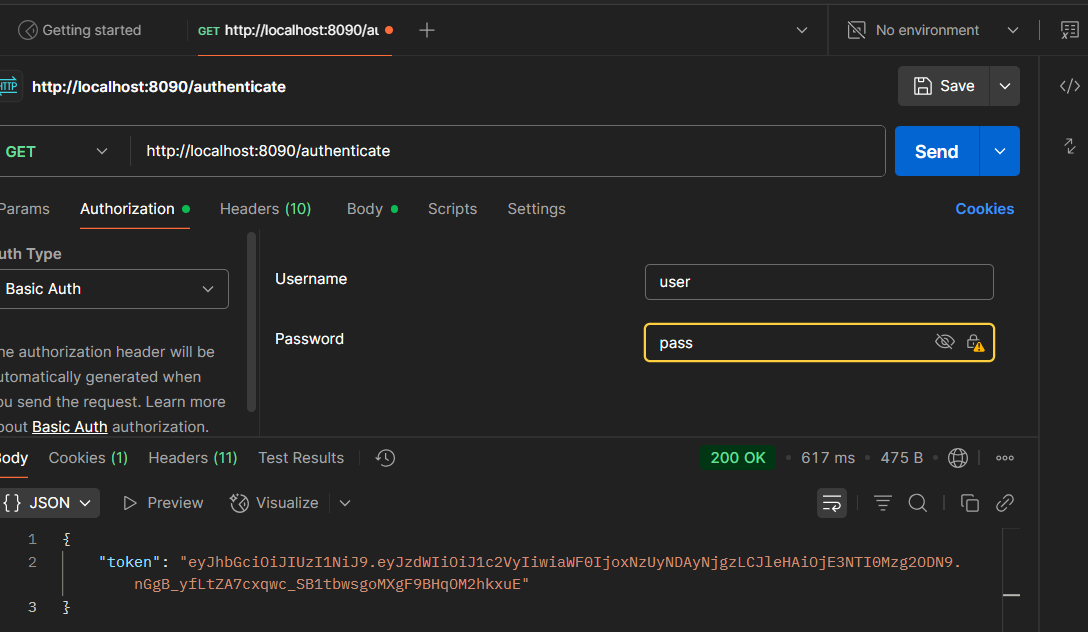 Getting started
GET http://localhost:8090/au
No environment
HTTP http://localhost:8090/authenticate
Save
GET http://localhost:8090/authenticate
Send
Params Authorization Headers (10) Body Scripts Settings
Cookies
uth Type
Basic Auth
Username
user
Password
pass
he authorization header will be
utomatically generated when
ou send the request. Learn more
bout Basic Auth authorization.
Body Cookies (1) Headers (11) Test Results
200 OK • 617 ms • 475 B
{} JSON Preview Visualize
1 {
2 "token": "eyJhbGciOiJIUzI1NiJ9.eyJzdWIiOiJ1c2VyIiwiaWF0IjoxNzUyNDAyNjgzLCJleHAiOjE3NTI0Mzg2ODN9.
nGgB_yfLtZA7cxqwc_SB1tbwsgoMXgF9BHqOM2hkxuE"
3 }